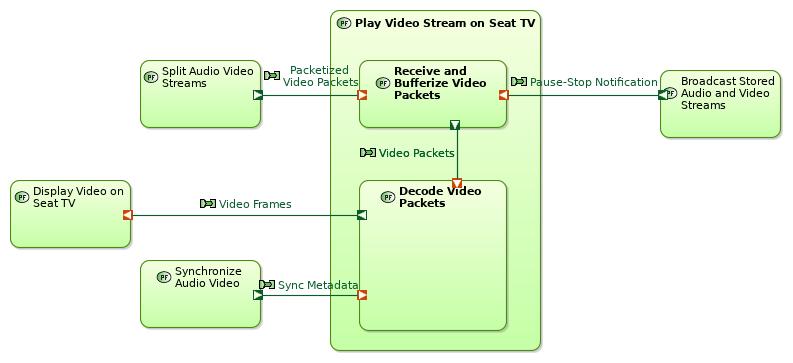 PF Play Video Stream on Seat TV
PF Split Audio Video
Streams
Packetized
Video Packets
PF Receive and
Bufferize Video
Packets
Pause-Stop Notification
PF Broadcast Stored
Audio and Video
Streams
Video Packets
PF Display Video on
Seat TV
Video Frames
PF Decode Video
Packets
PF Synchronize
Audio Video
Sync Metadata